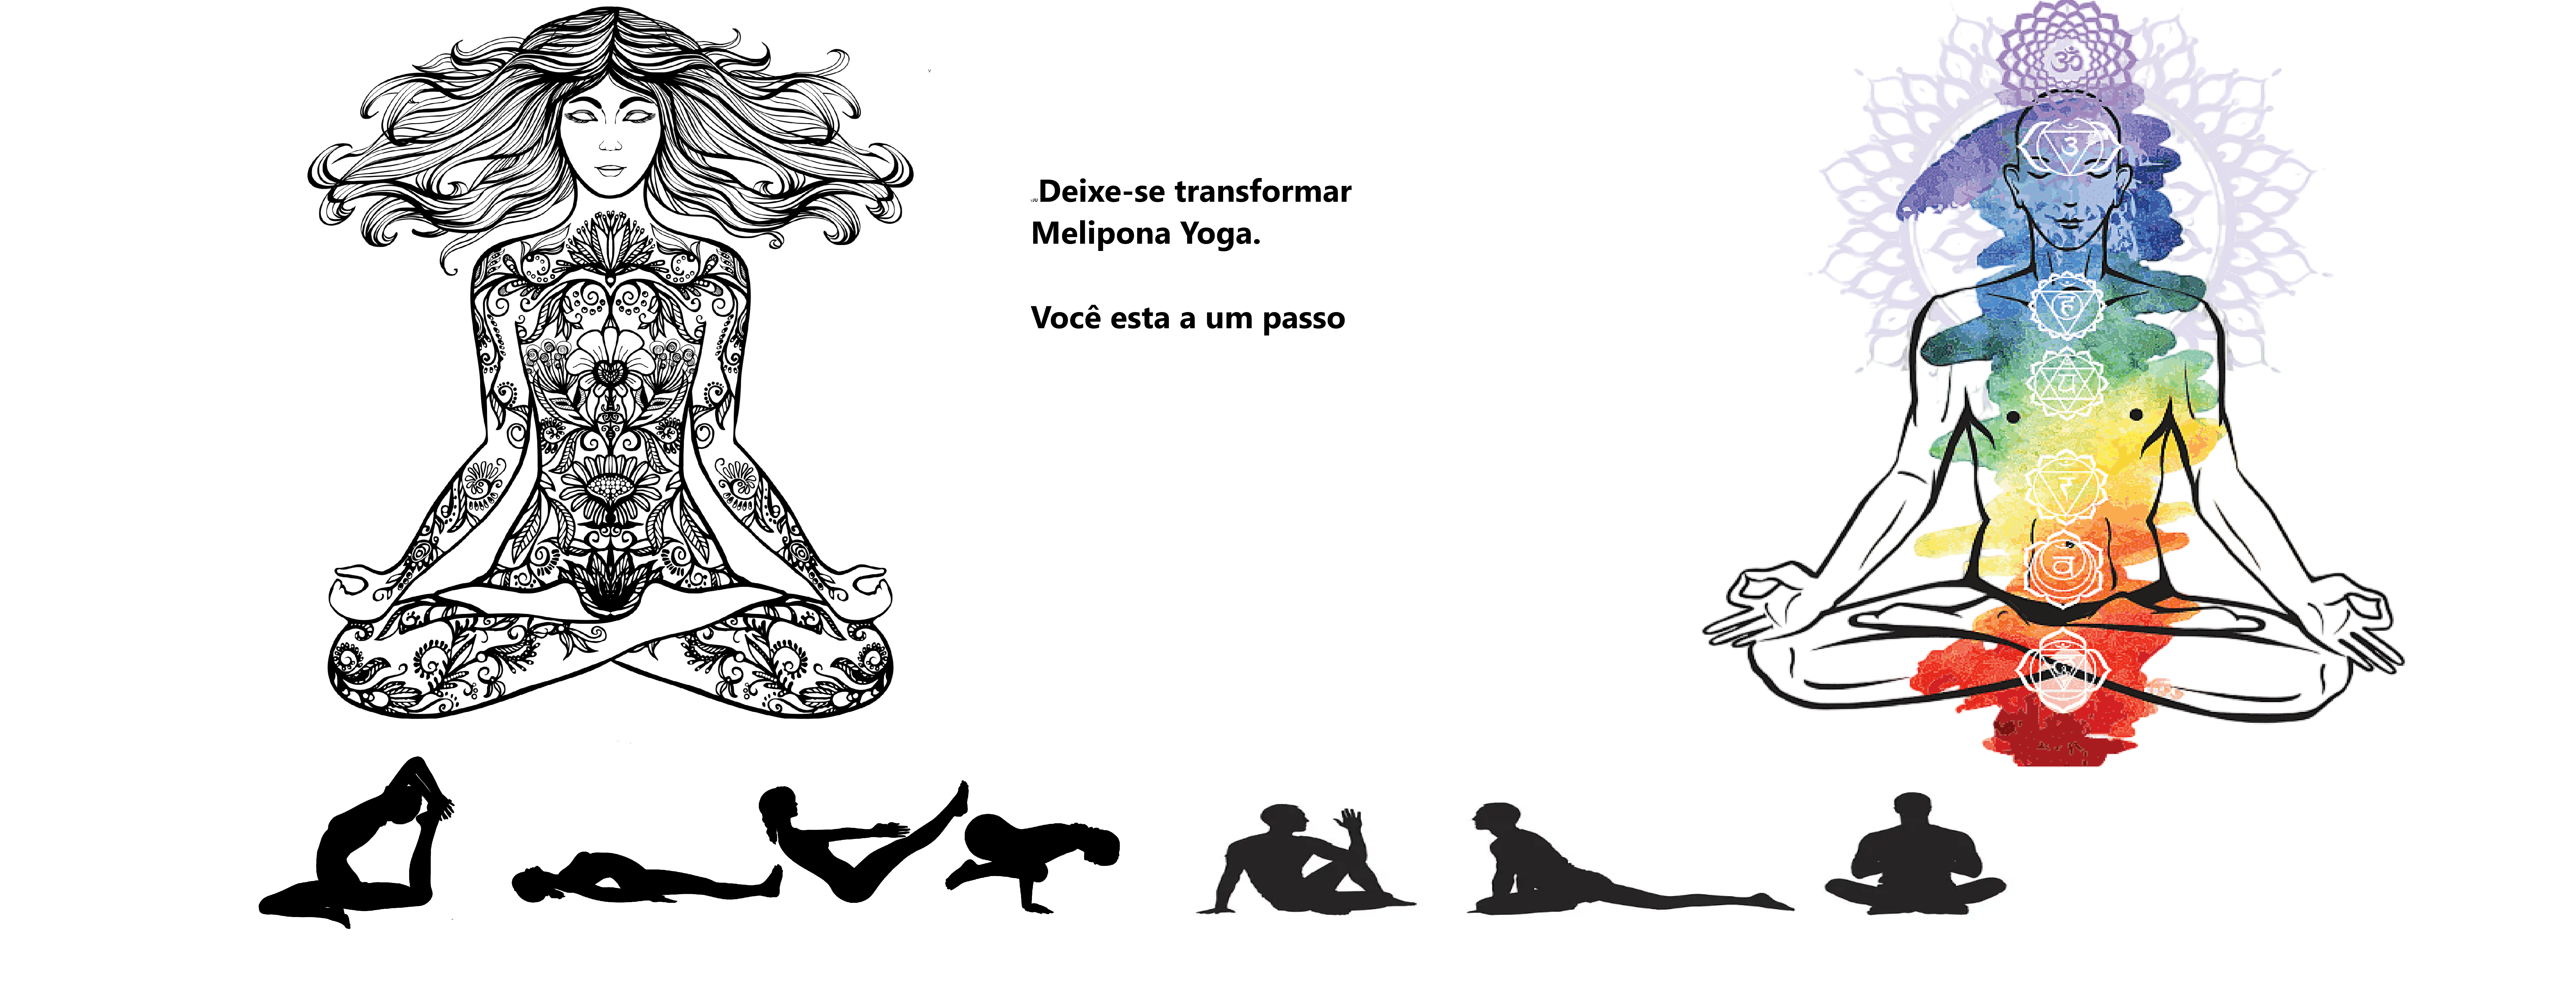 ॐ
.Deixe-se transformar
Melipona Yoga.
Você esta a um passo
ह
य
र
व